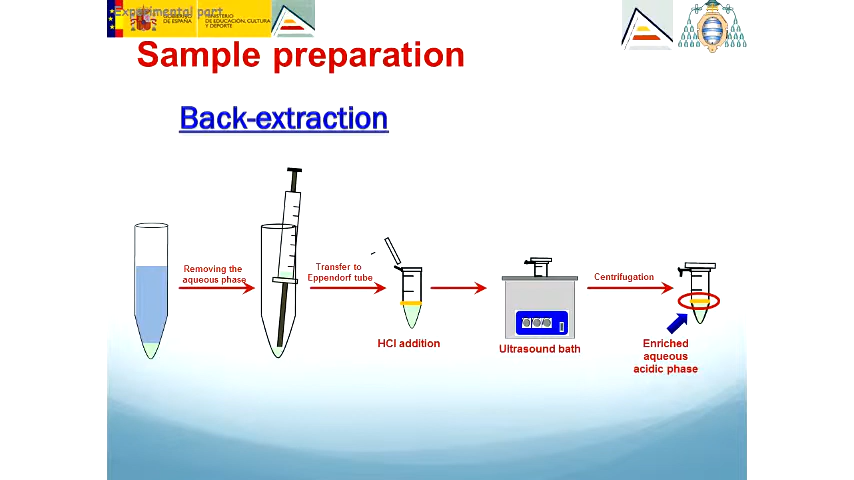 Experimental part
GOBIERNO
DE ESPAÑA
MINISTERIO
DE EDUCACIÓN, CULTURA
Y DEPORTE
Sample preparation
Back-extraction
Removing the
aqueous phase
Transfer to
Eppendorf tube
Centrifugation
HCl addition
Ultrasound bath
Enriched
aqueous
acidic phase